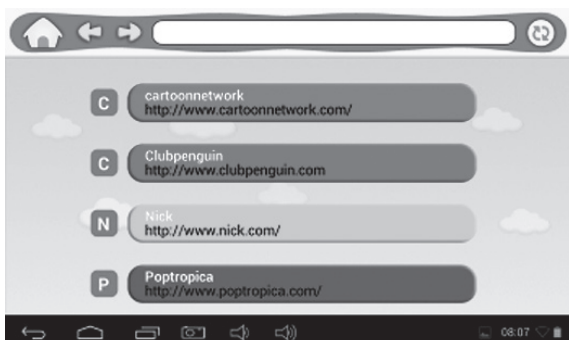 C
cartoonnetwork
http://www.cartoonnetwork.com/
C
Clubpenguin
http://www.clubpenguin.com
N
Nick
http://www.nick.com/
P
Poptropica
http://www.poptropica.com/
08:07